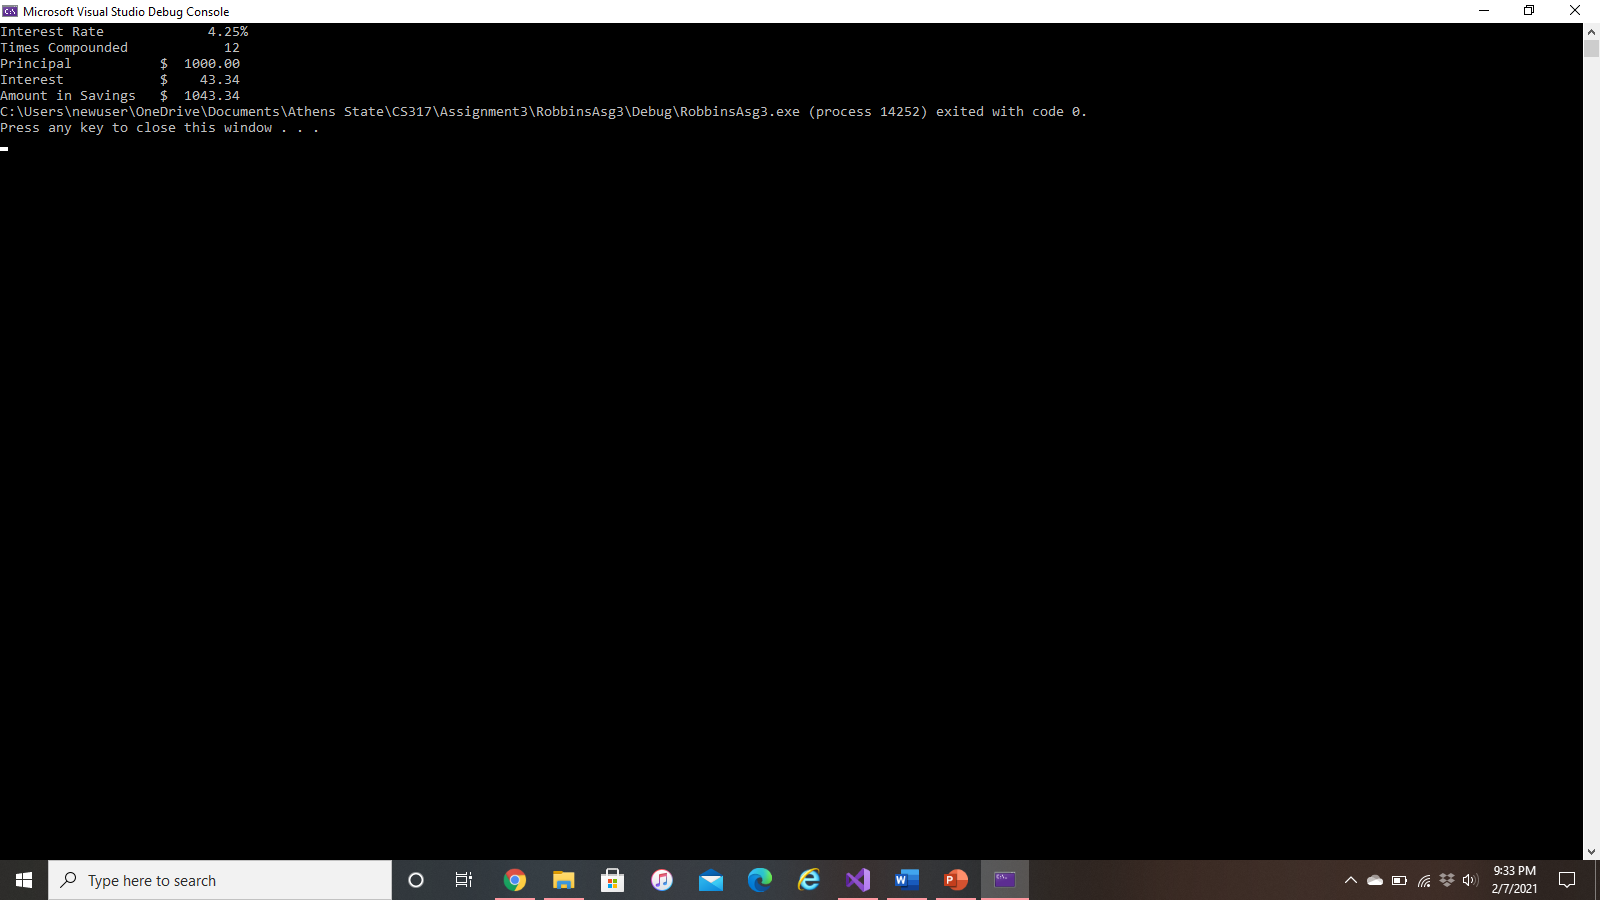 Microsoft Visual Studio Debug Console
Interest Rate             4.25%
Times Compounded            12
Principal           $  1000.00
Interest            $    43.34
Amount in Savings   $  1043.34
C:\Users\newuser\OneDrive\Documents\Athens State\CS317\Assignment3\RobbinsAsg3\Debug\RobbinsAsg3.exe (process 14252) exited with code 0.
Press any key to close this window . . .
Type here to search
9:33 PM
2/7/2021